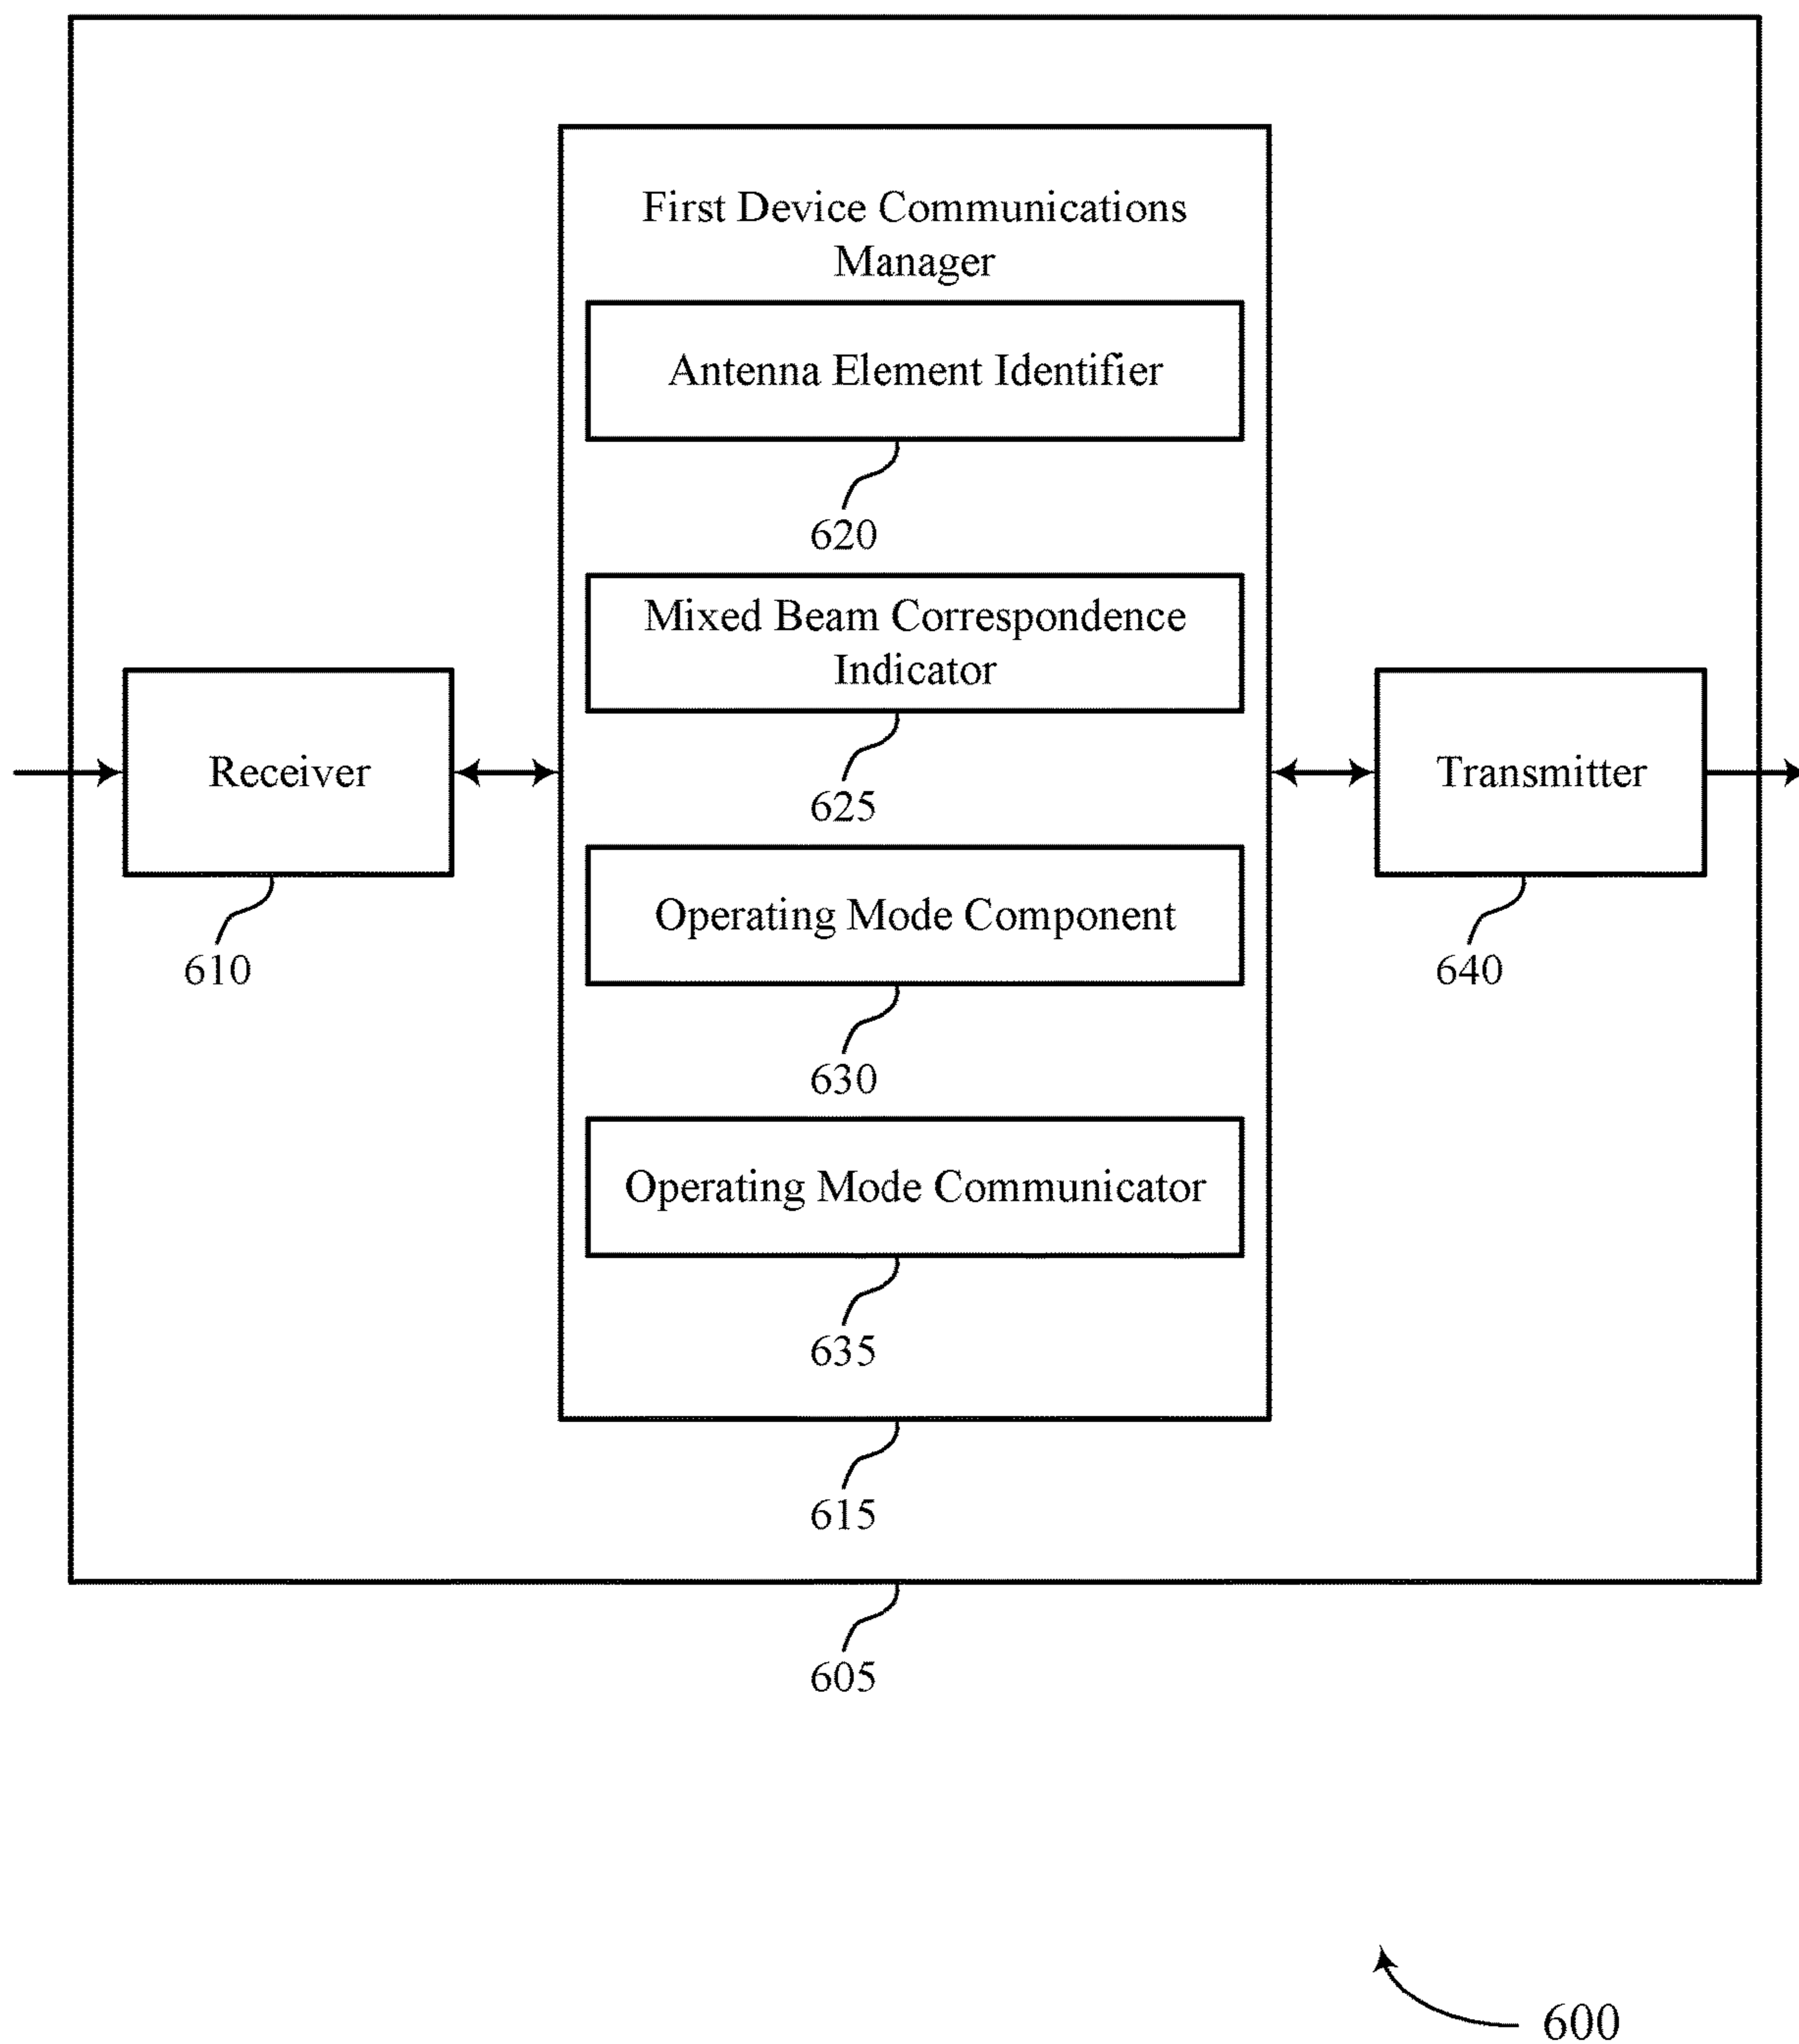 First Device Communications
Manager
Antenna Element Identifier
620
Mixed Beam Correspondence
Indicator
625
Receiver
610
Transmitter
640
Operating Mode Component
630
Operating Mode Communicator
635
615
605
600